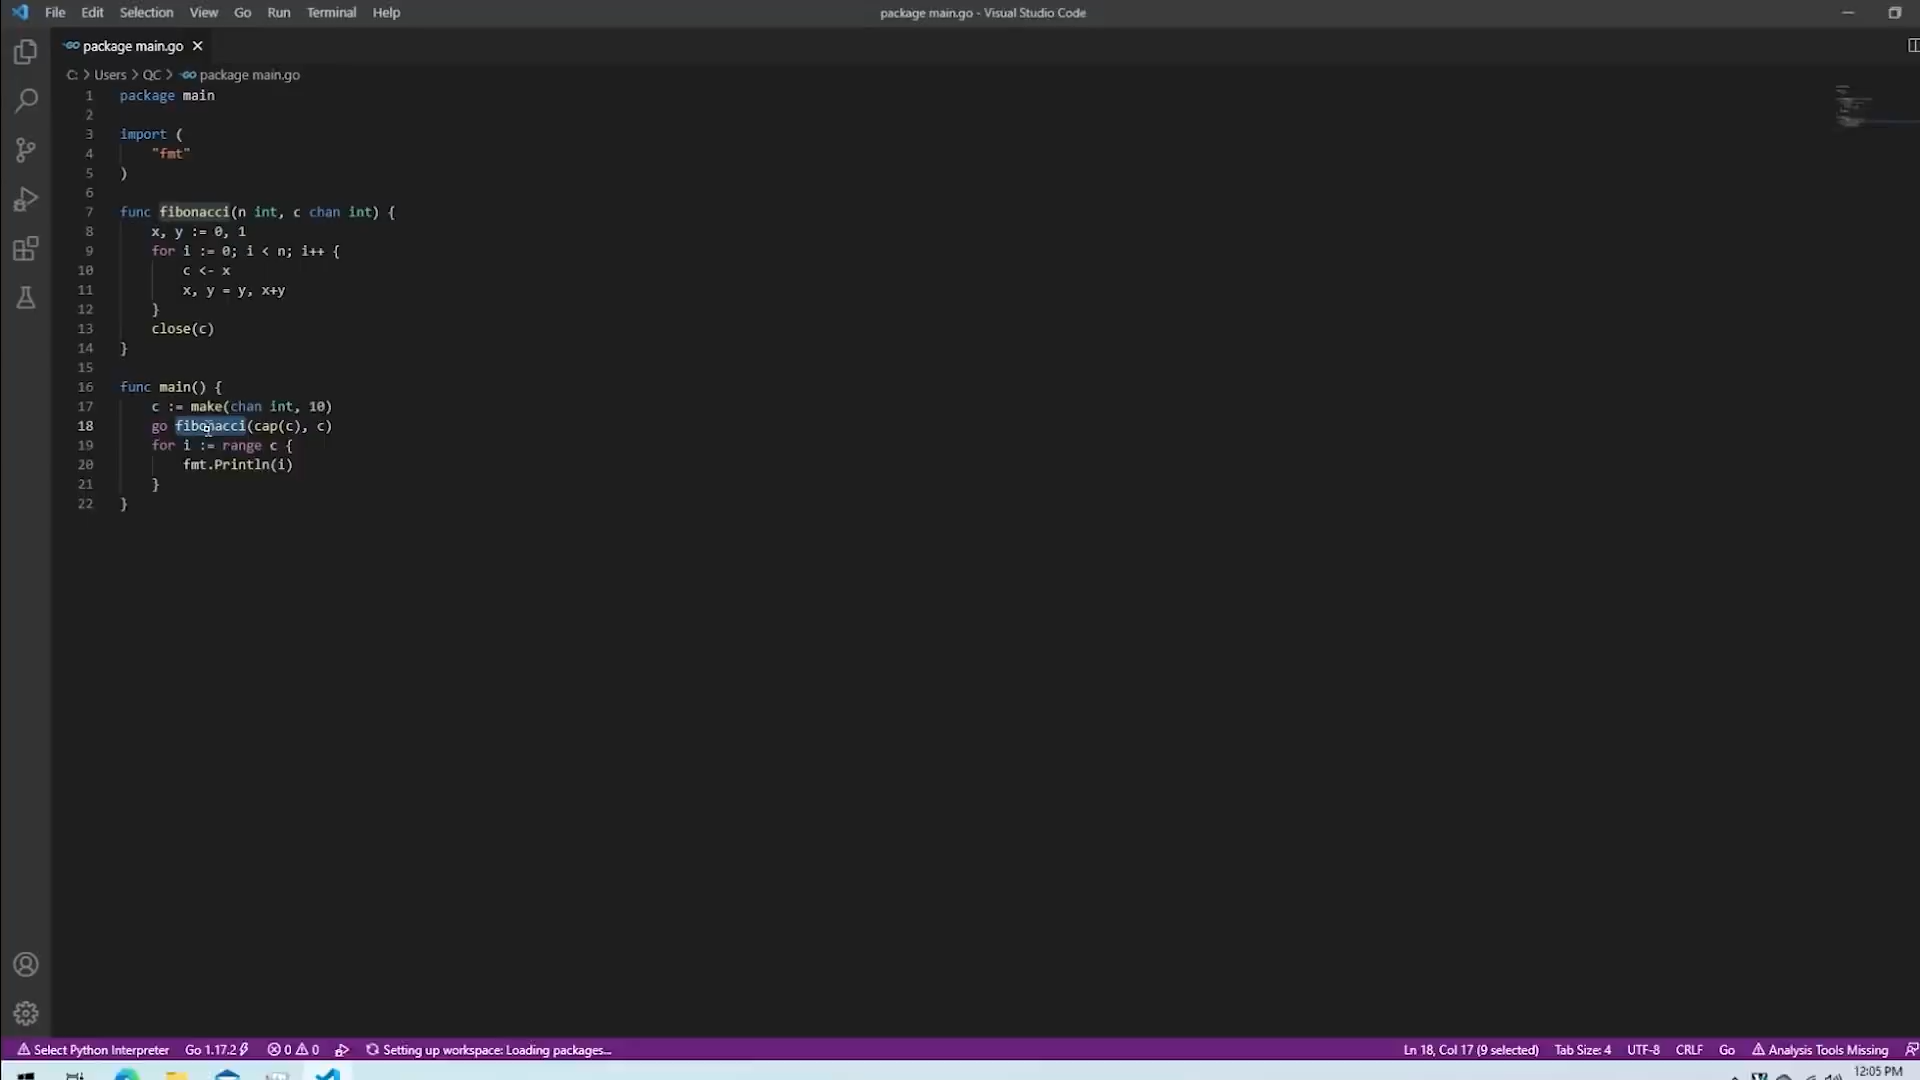 File Edit Selection View Go Run Terminal Help
package main.go - Visual Studio Code
package main.go
C: > Users > QC > package main.go
1 package main
2
3 import (
4 "fmt"
5 )
6
7 func fibonacci(n int, c chan int) {
8 x, y := 0, 1
9 for i := 0; i < n; i++ {
10 c <- x
11 x, y = y, x+y
12 }
13 close(c)
14 }
15
16 func main() {
17 c := make(chan int, 10)
18 go fibonacci(cap(c), c)
19 for i := range c {
20 fmt.Println(i)
21 }
22 }
Select Python Interpreter Go 1.17.2 0 0 Setting up workspace: Loading packages... Ln 18, Col 17 (9 selected) Tab Size: 4 UTF-8 CRLF Go Analysis Tools Missing
12:05 PM